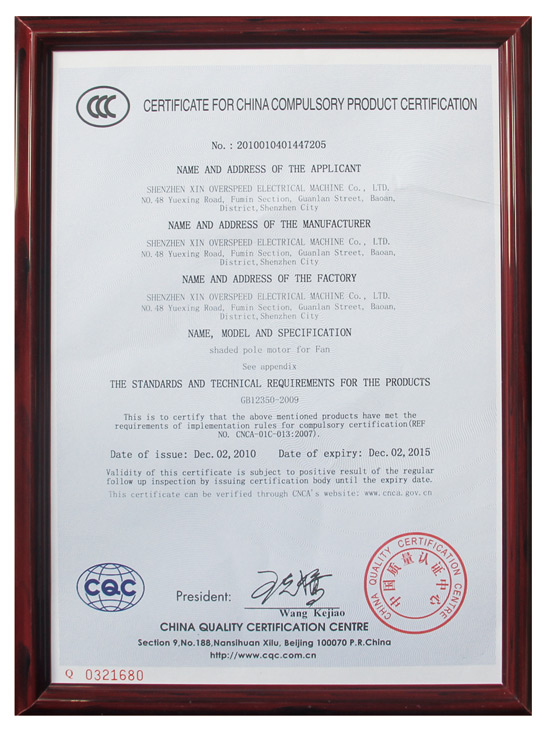 CCC
CERTIFICATE FOR CHINA COMPULSORY PRODUCT CERTIFICATION
No. : 2010010401447205
NAME AND ADDRESS OF THE APPLICANT
SHENZHEN XIN OVERSPEED ELECTRICAL MACHINE Co., LTD.
NO.48 Yuexing Road, Fumin Section, Guanlan Street, Baoan,
District,Shenzhen City
NAME AND ADDRESS OF THE MANUFACTURER
SHENZHEN XIN OVERSPEED ELECTRICAL MACHINE Co., LTD.
NO.48 Yuexing Road, Fumin Section, Guanlan Street, Baoan,
District,Shenzhen City
NAME AND ADDRESS OF THE FACTORY
SHENZHEN XIN OVERSPEED ELECTRICAL MACHINE Co., LTD.
NO.48 Yuexing Road, Fumin Section, Guanlan Street, Baoan,
District,Shenzhen City
NAME, MODEL AND SPECIFICATION
shaded pole motor for Fan
See appendix
THE STANDARDS AND TECHNICAL REQUIREMENTS FOR THE PRODUCTS
GB12350-2009
This is to certify that the above mentioned products have met the
requirements of implementation rules for compulsory certification(REF
NO. CNCA-01C-013:2007).
Date of issue: Dec.02,2010 Date of expiry: Dec.02,2015
Validity of this certificate is subject to positive result of the regular
follow up inspection by issuing certification body until the expiry date.
This certificate can be verified through CNCA's website: www.cnca.gov.cn
CQC
President: 王克娇
Wang Kejiao
CHINA QUALITY CERTIFICATION CENTRE
中国质量认证中心
CHINA QUALITY CERTIFICATION CENTRE
Section 9,No.188,Nansihuan Xilu, Beijing 100070 P.R.China
http://www.cqc.com.cn
Q 0321680